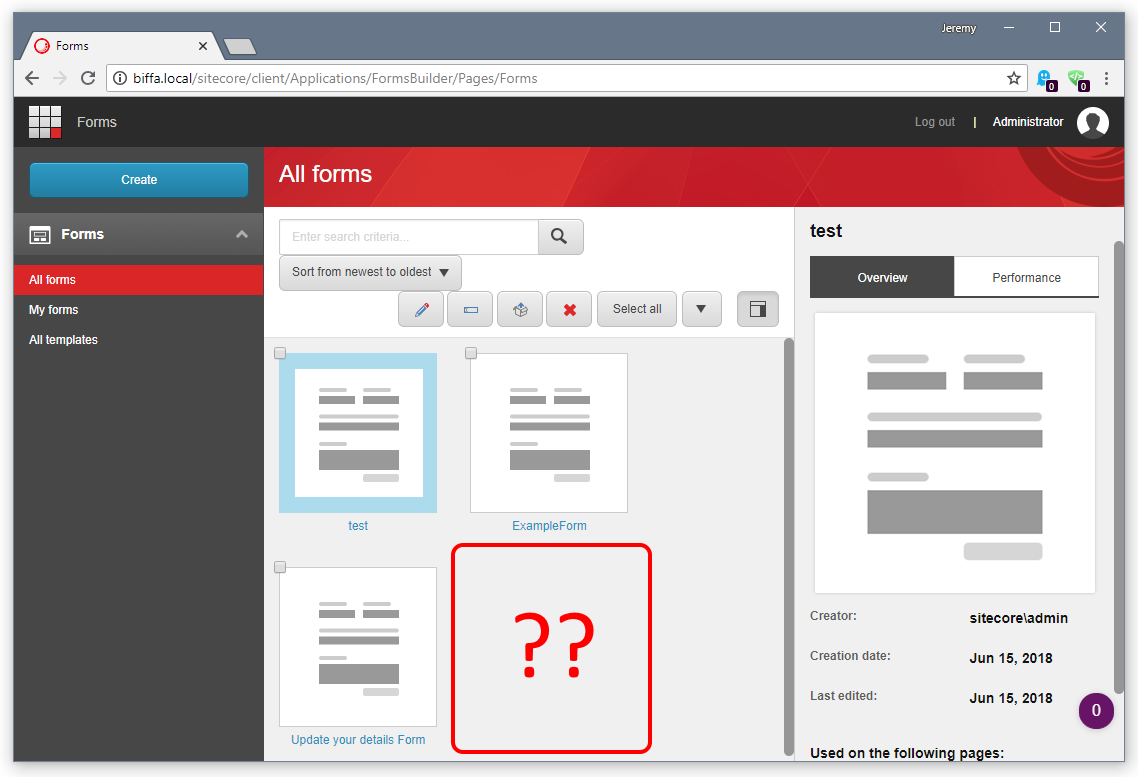 Jeremy
Forms
biffa.local/sitecore/client/Applications/FormsBuilder/Pages/Forms
0
0
Forms
Log out | Administrator
Create
All forms
Forms
Enter search criteria...
test
Sort from newest to oldest
Overview
Performance
All forms
My forms
Select all
All templates
test
ExampleForm
??
Creator:
sitecore\admin
Creation date:
Jun 15, 2018
Last edited:
Jun 15, 2018
0
Update your details Form
Used on the following pages: